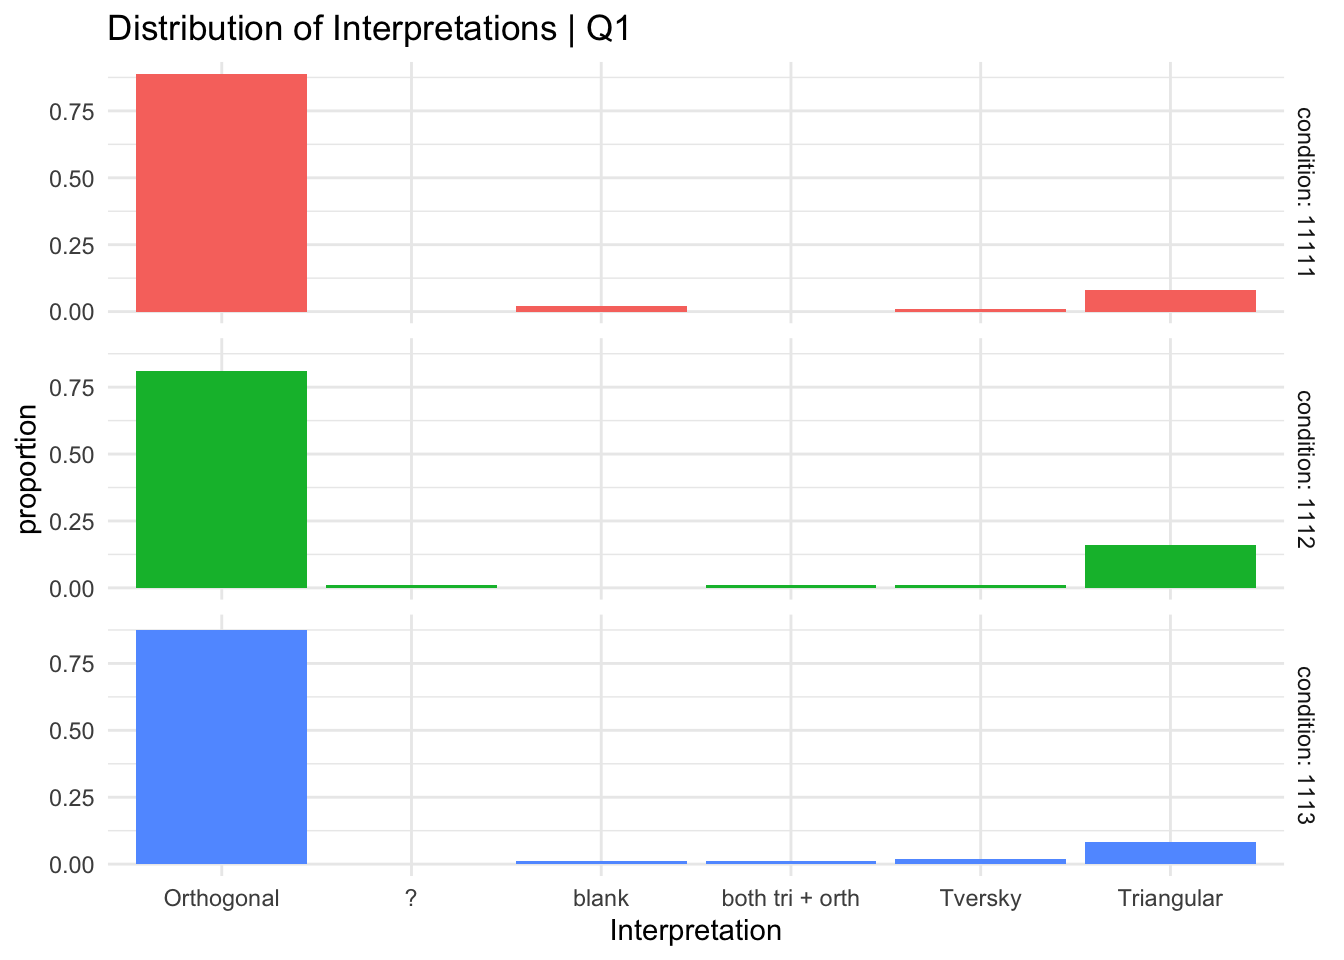 Distribution of Interpretations | Q1
0.75
0.50
0.25
0.00
condition: 11111
0.75
0.50
0.25
0.00
condition: 1112
0.75
0.50
0.25
0.00
condition: 1113
proportion
Orthogonal
?
blank
both tri + orth
Tversky
Triangular
Interpretation